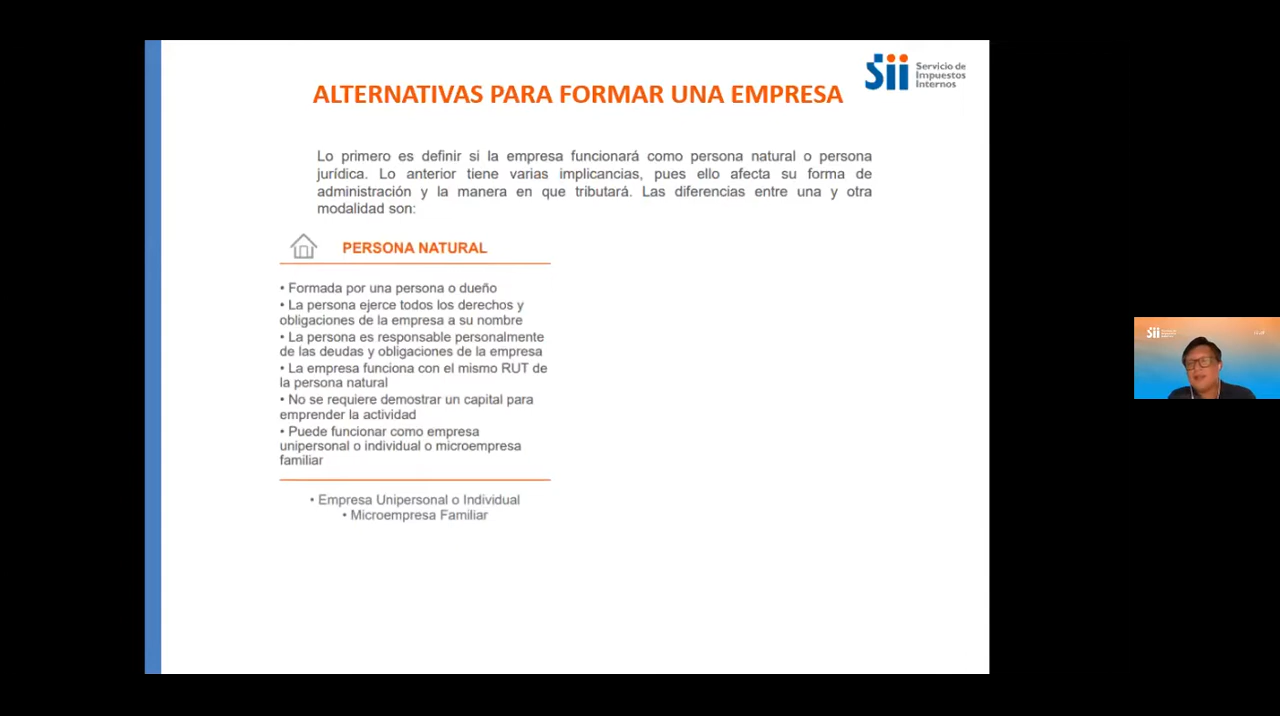 Sii Servicio de
Impuestos
Internos
ALTERNATIVAS PARA FORMAR UNA EMPRESA
Lo primero es definir si la empresa funcionará como persona natural o persona
jurídica. Lo anterior tiene varias implicancias, pues ello afecta su forma de
administración y la manera en que tributará. Las diferencias entre una y otra
modalidad son:
PERSONA NATURAL
• Formada por una persona o dueño
• La persona ejerce todos los derechos y
obligaciones de la empresa a su nombre
• La persona es responsable personalmente
de las deudas y obligaciones de la empresa
• La empresa funciona con el mismo RUT de
la persona natural
• No se requiere demostrar un capital para
emprender la actividad
• Puede funcionar como empresa
unipersonal o individual o microempresa
familiar
• Empresa Unipersonal o Individual
• Microempresa Familiar
Sii